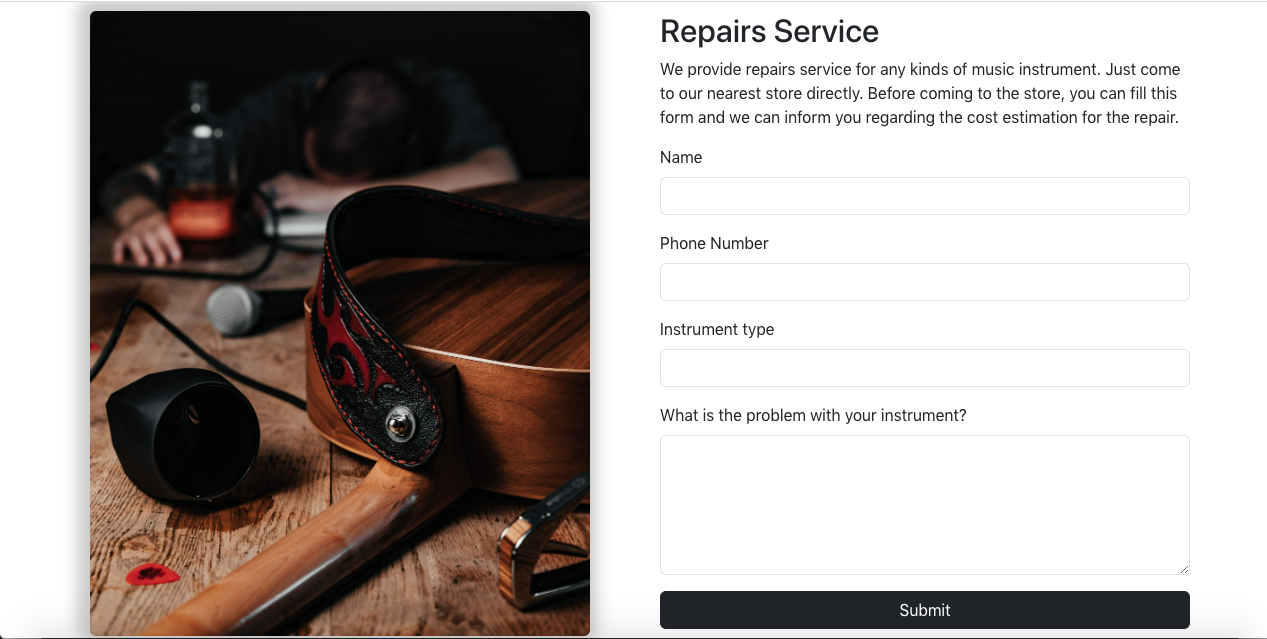 Repairs Service
We provide repairs service for any kinds of music instrument. Just come
to our nearest store directly. Before coming to the store, you can fill this
form and we can inform you regarding the cost estimation for the repair.
Name
Phone Number
Instrument type
What is the problem with your instrument?
Submit